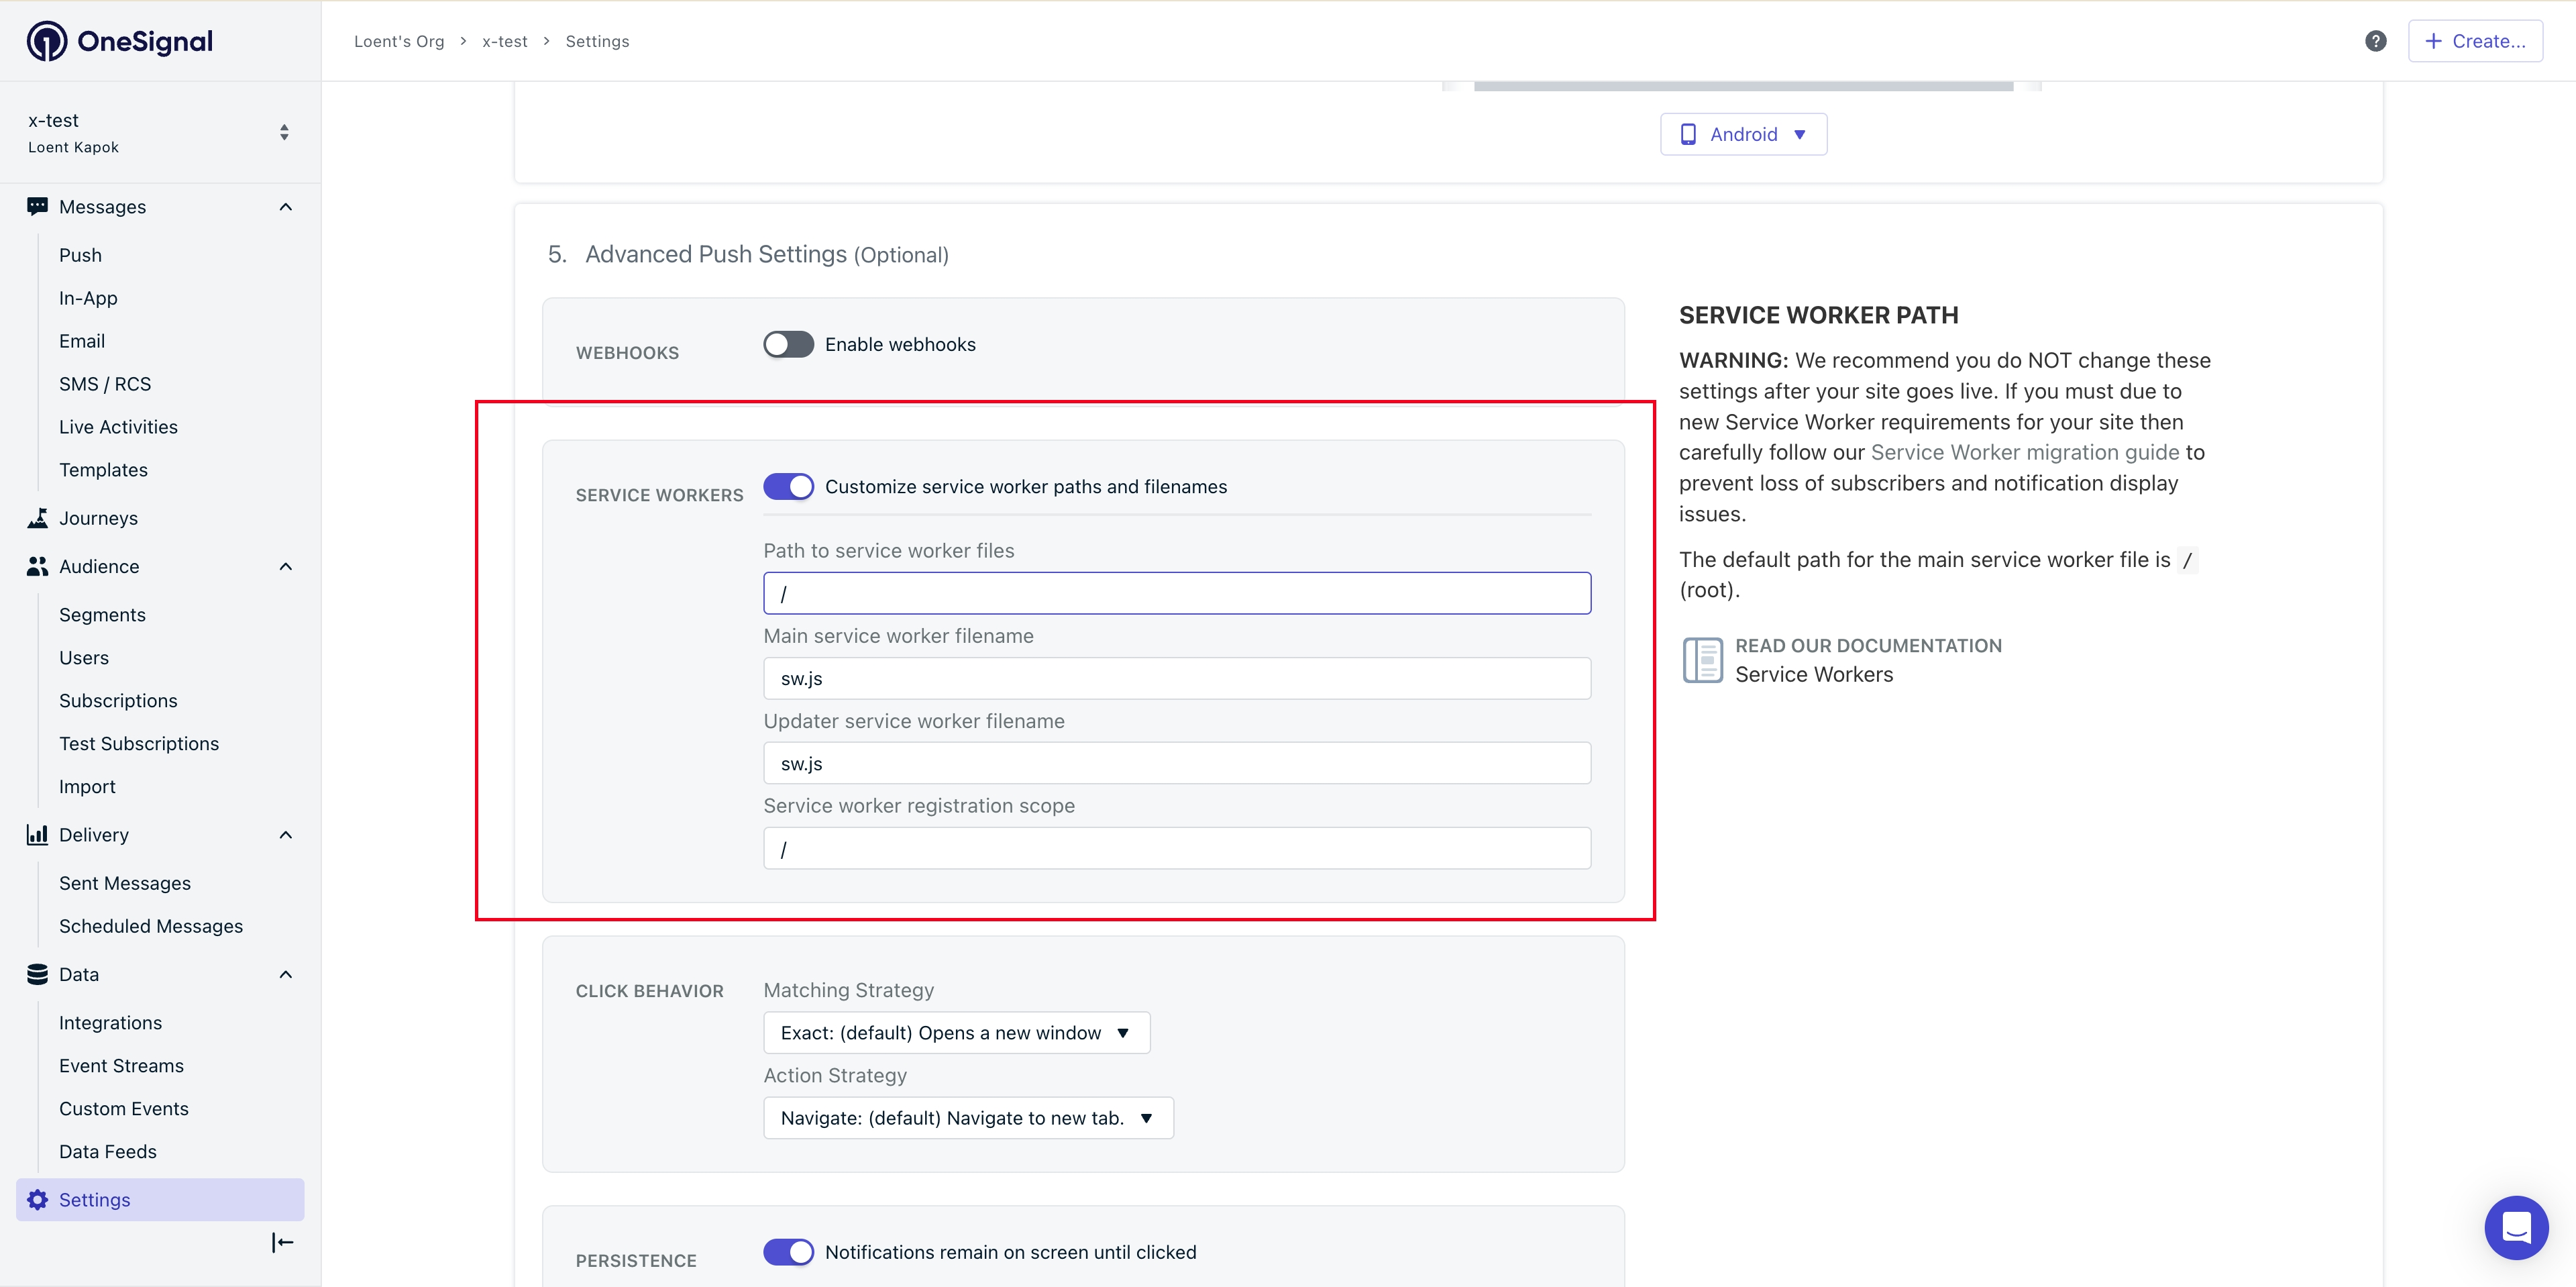 OneSignal
Loent's Org > x-test > Settings
?
+ Create...
x-test
Loent Kapok
Messages
Push
In-App
Email
SMS / RCS
Live Activities
Templates
Journeys
Audience
Segments
Users
Subscriptions
Test Subscriptions
Import
Delivery
Sent Messages
Scheduled Messages
Data
Integrations
Event Streams
Custom Events
Data Feeds
Settings
Android
5. Advanced Push Settings (Optional)
WEBHOOKS
Enable webhooks
SERVICE WORKERS
Customize service worker paths and filenames
Path to service worker files
/
Main service worker filename
sw.js
Updater service worker filename
sw.js
Service worker registration scope
/
CLICK BEHAVIOR
Matching Strategy
Exact: (default) Opens a new window
Action Strategy
Navigate: (default) Navigate to new tab.
PERSISTENCE
Notifications remain on screen until clicked
SERVICE WORKER PATH
WARNING: We recommend you do NOT change these
settings after your site goes live. If you must due to
new Service Worker requirements for your site then
carefully follow our Service Worker migration guide to
prevent loss of subscribers and notification display
issues.
The default path for the main service worker file is /
(root).
READ OUR DOCUMENTATION
Service Workers